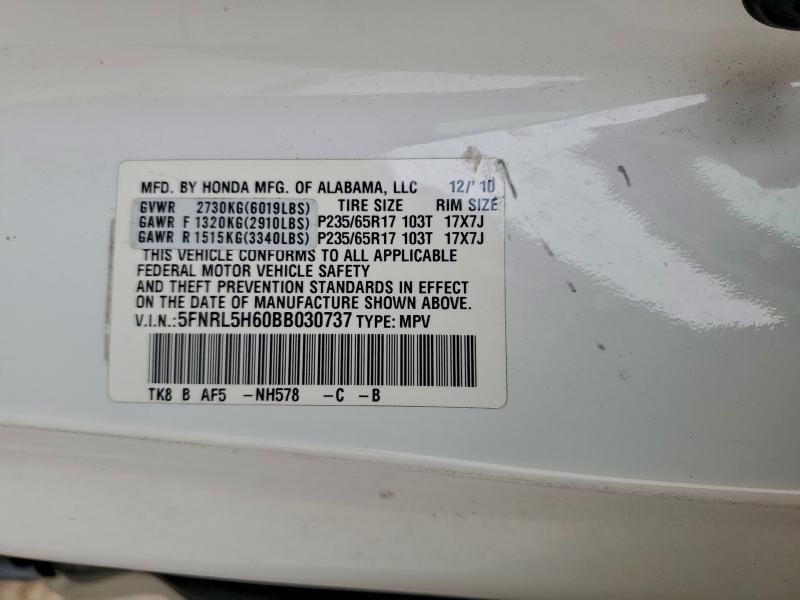 MFD. BY HONDA MFG. OF ALABAMA, LLC 12/'10
GVWR 2730KG(6019LBS) TIRE SIZE RIM SIZE
GAWR F 1320KG(2910LBS) P235/65R17 103T 17X7J
GAWR R 1515KG(3340LBS) P235/65R17 103T 17X7J
THIS VEHICLE CONFORMS TO ALL APPLICABLE
FEDERAL MOTOR VEHICLE SAFETY
AND THEFT PREVENTION STANDARDS IN EFFECT
ON THE DATE OF MANUFACTURE SHOWN ABOVE.
V.I.N.:5FNRL5H60BB030737 TYPE: MPV
TK8 B AF5 -NH578 -C -B